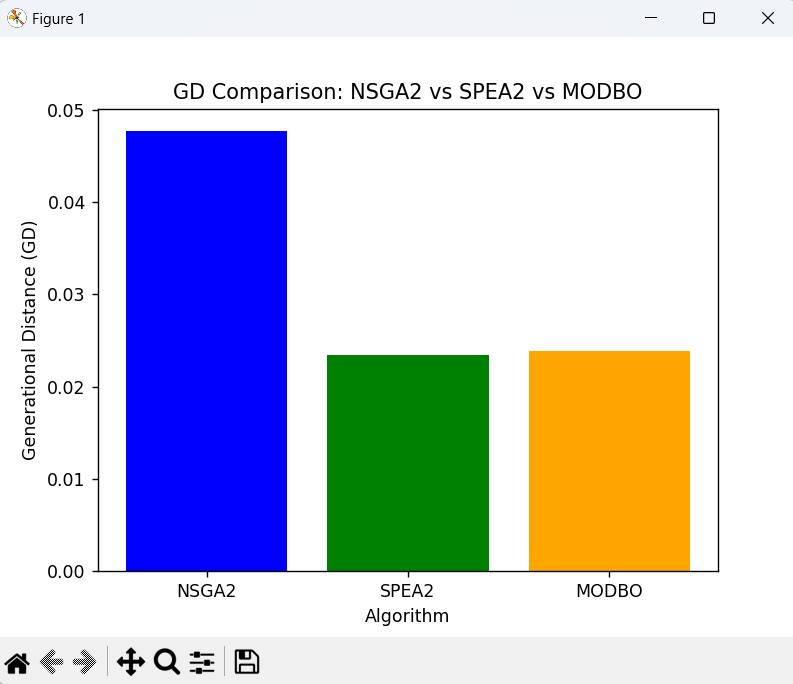 Figure 1
GD Comparison: NSGA2 vs SPEA2 vs MODBO
0.05
0.04
0.03
0.02
0.01
0.00
Generational Distance (GD)
NSGA2 SPEA2 MODBO
Algorithm